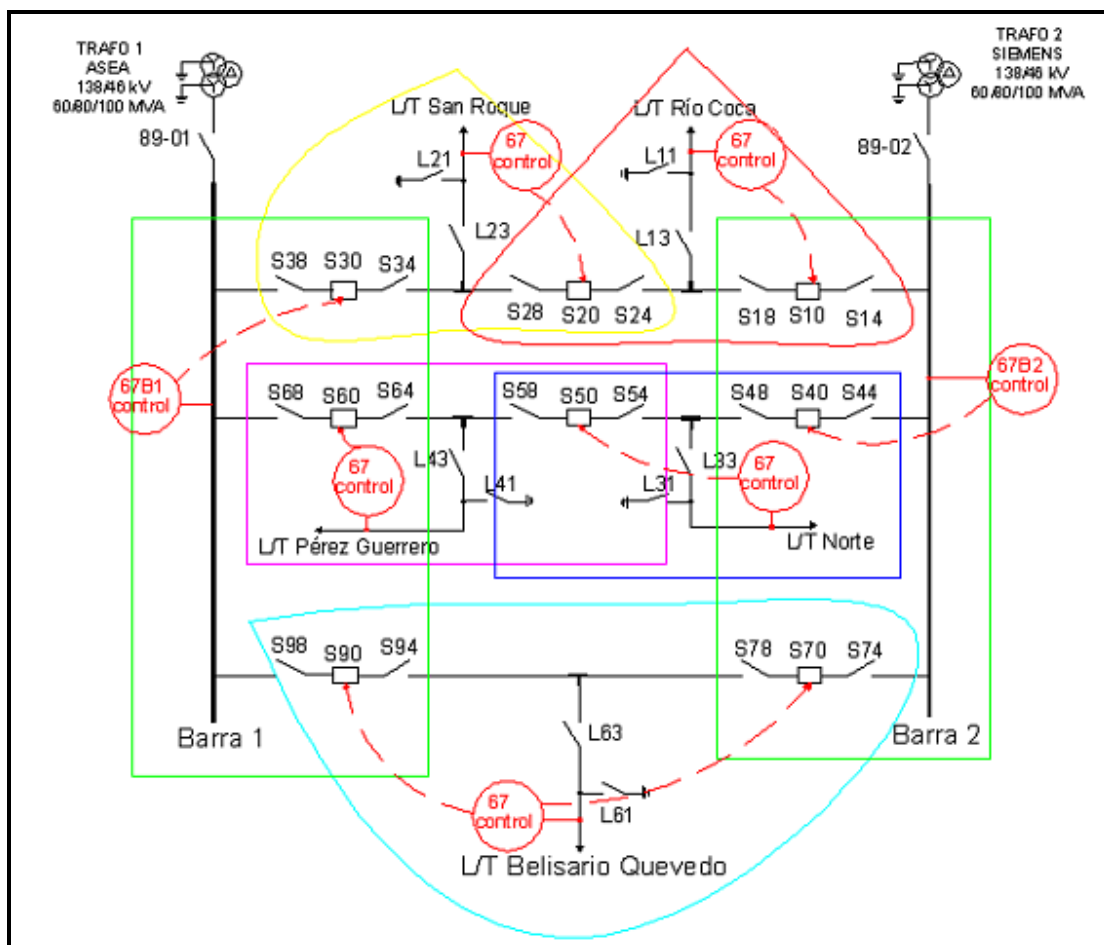 TRAFO 1
ASEA
138/46 kV
60/80/100 MVA
TRAFO 2
SIEMENS
138/46 kV
60/80/100 MVA
L/T San Roque
L/T Río Coca
89-01
89-02
67
control
67
control
L21
L11
L23
L13
S38
S30
S34
S28
S20
S24
S18
S10
S14
67B1
control
67B2
control
S68
S60
S64
S58
S50
S54
S48
S40
S44
L43
L33
67
control
67
control
L41
L31
L/T Pérez Guerrero
L/T Norte
S98
S90
S94
S78
S70
S74
Barra 1
Barra 2
L63
67
control
L61
L/T Belisario Quevedo